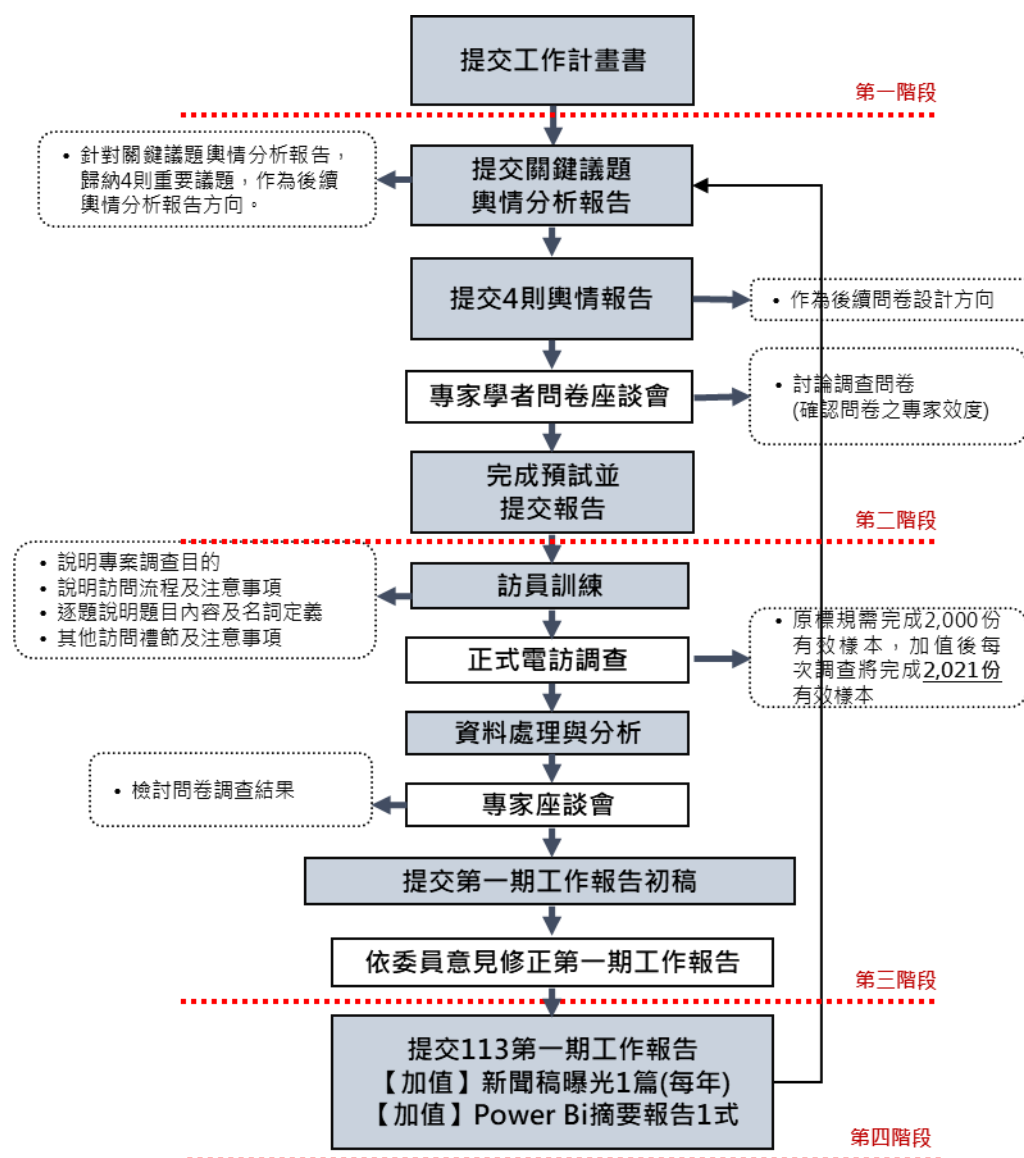 提交工作計畫書
第一階段
• 針對關鍵議題輿情分析報告，
歸納4則重要議題，作為後續
輿情分析報告方向。
提交關鍵議題
輿情分析報告
提交4則輿情報告
• 作為後續問卷設計方向
專家學者問卷座談會
• 討論調查問卷
(確認問卷之專家效度)
完成預試並
提交報告
第二階段
• 說明專案調查目的
• 說明訪問流程及注意事項
• 逐題說明題目內容及名詞定義
• 其他訪問禮節及注意事項
訪員訓練
正式電訪調查
• 原標規需完成2,000份
有效樣本，加值後每
次調查將完成2,021份
有效樣本
資料處理與分析
• 檢討問卷調查結果
專家座談會
提交第一期工作報告初稿
依委員意見修正第一期工作報告
第三階段
提交113第一期工作報告
【加值】新聞稿曝光1篇(每年)
【加值】Power Bi摘要報告1式
第四階段